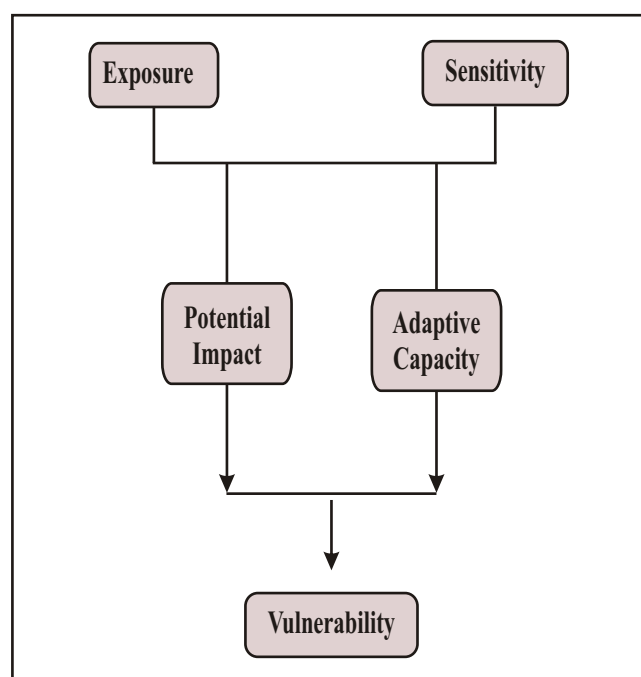 Exposure
Sensitivity
Potential
Impact
Adaptive
Capacity
Vulnerability